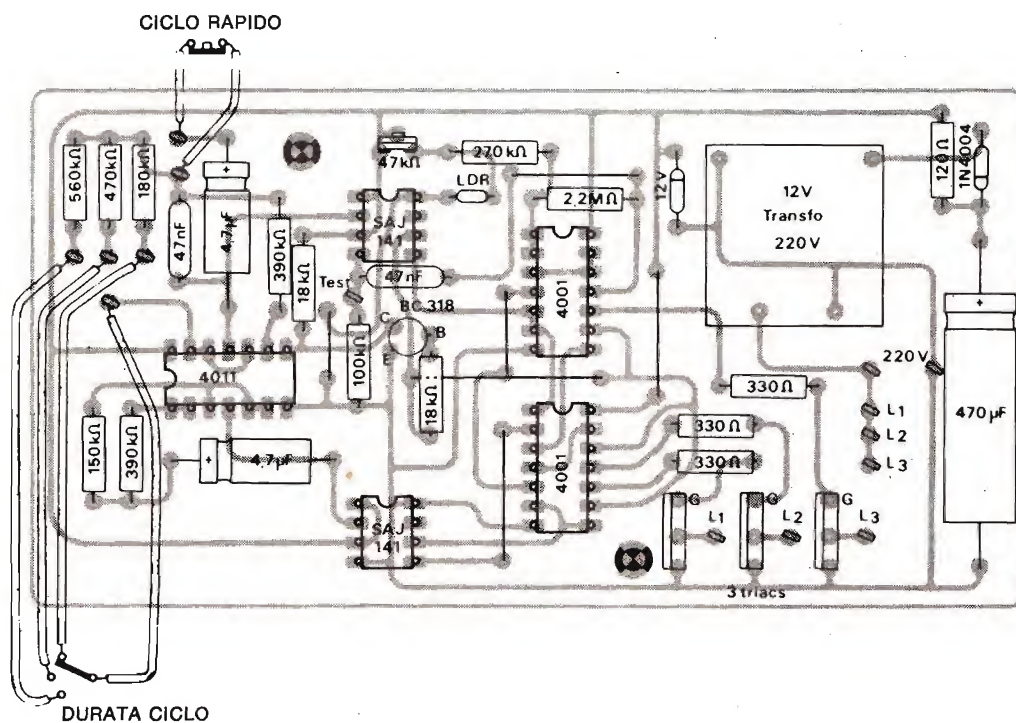 CICLO RAPIDO
560kΩ
470kΩ
180kΩ
47nF
4.7µF
390kΩ
18kΩ
47kΩ
SAJ
141
270kΩ
LDR
2,2MΩ
12V
12V
Transfo
220V
120Ω
1N4004
47nF
Test
BC 318
C
B
E
100kΩ
18kΩ
4001
4011
150kΩ
390kΩ
4.7µF
SAJ
141
4001
330Ω
330Ω
330Ω
220V
L1
L2
L3
470µF
G
L1
G
L2
G
L3
3 triacs
DURATA CICLO